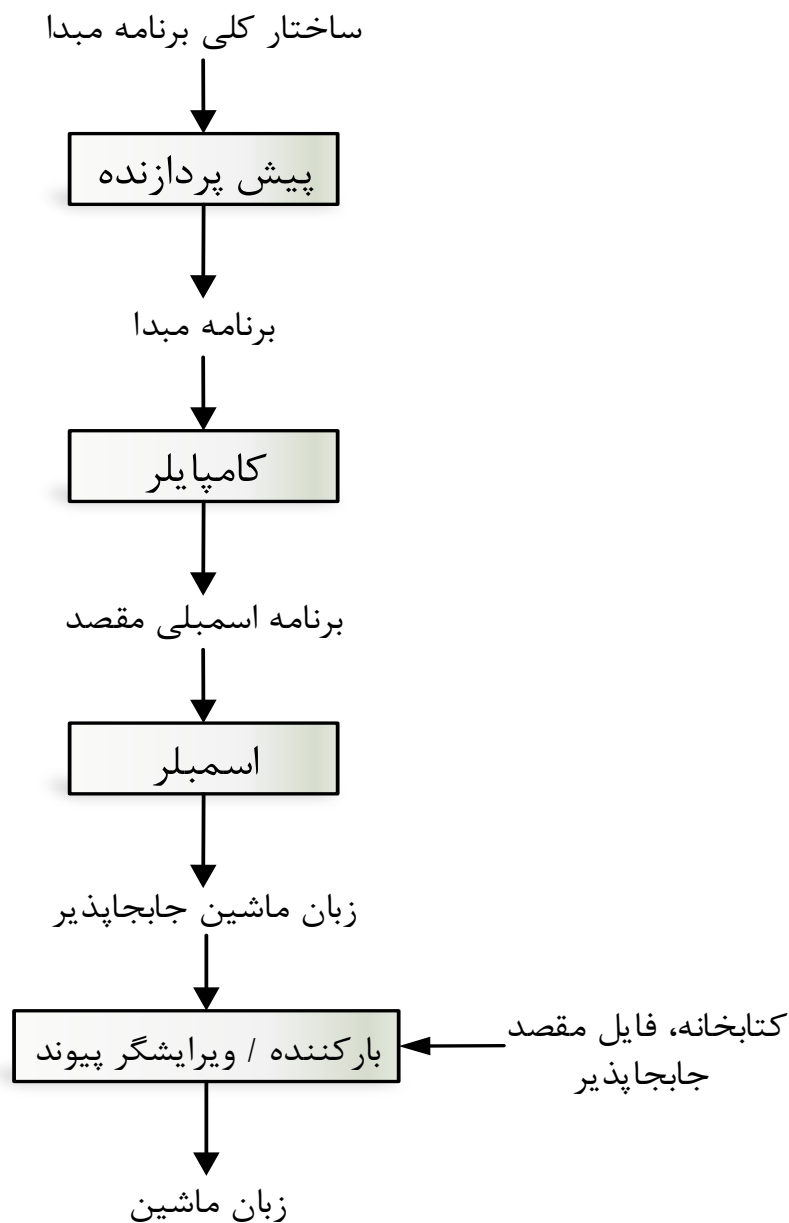 ساختار کلی برنامه مبدا
پیش پردازنده
برنامه مبدا
کامپایلر
برنامه اسمبلی مقصد
اسمبلر
زبان ماشین جابجاپذیر
بارکننده / ویرایشگر پیوند
کتابخانه، فایل مقصد
جابجاپذیر
زبان ماشین